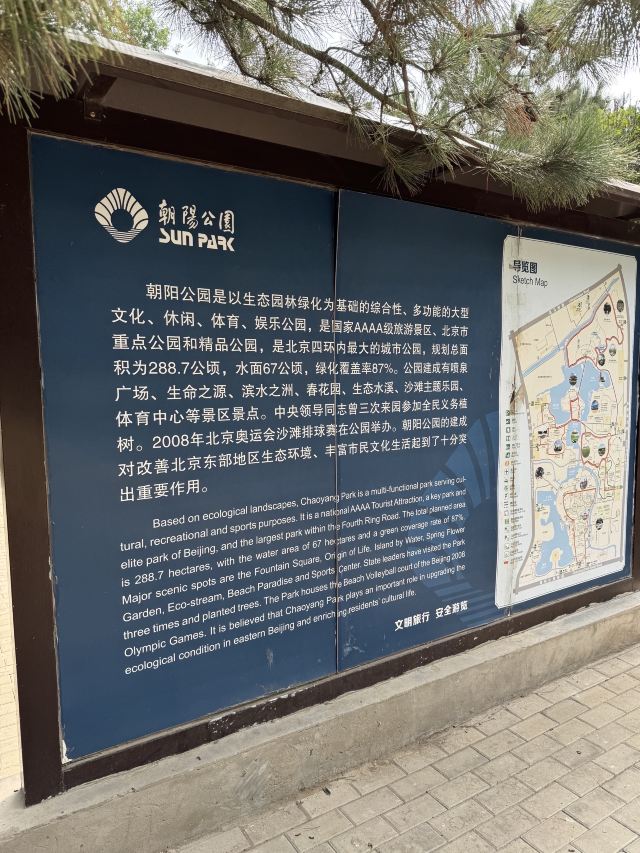 朝陽公園
SUN PARK
朝阳公园是以生态园林绿化为基础的综合性、多功能的大型
文化、休闲、体育、娱乐公园，是国家AAAA级旅游景区、北京市
重点公园和精品公园，是北京四环内最大的城市公园，规划总面
积为288.7公顷，水面67公顷，绿化覆盖率87%。公园建成有喷泉
广场、生命之源、滨水之洲、春花园、生态水溪、沙滩主题乐园、
体育中心等景区景点。中央领导同志曾三次来园参加全民义务植
树。2008年北京奥运会沙滩排球赛在公园举办。朝阳公园的建成
对改善北京东部地区生态环境、丰富市民文化生活起到了十分突
出重要作用。
Based on ecological landscapes, Chaoyang Park is a multi-functional park serving cul-
tural, recreational and sports purposes. It is a national AAAA Tourist Attraction, a key park and
elite park of Beijing, and the largest park within the Fourth Ring Road. The total planned area
is 288.7 hectares, with the water area of 67 hectares and a green coverage rate of 87%.
Major scenic spots are the Fountain Square, Origin of Life, Island by Water, Spring Flower
Garden, Eco-stream, Beach Paradise and Sports Center. State leaders have visited the Park
three times and planted trees. The Park houses the Beach Volleyball court of the Beijing 2008
Olympic Games. It is believed that Chaoyang Park plays an important role in upgrading the
ecological condition in eastern Beijing and enriching residents' cultural life.
文明旅行 安全游览
导览图
Sketch Map